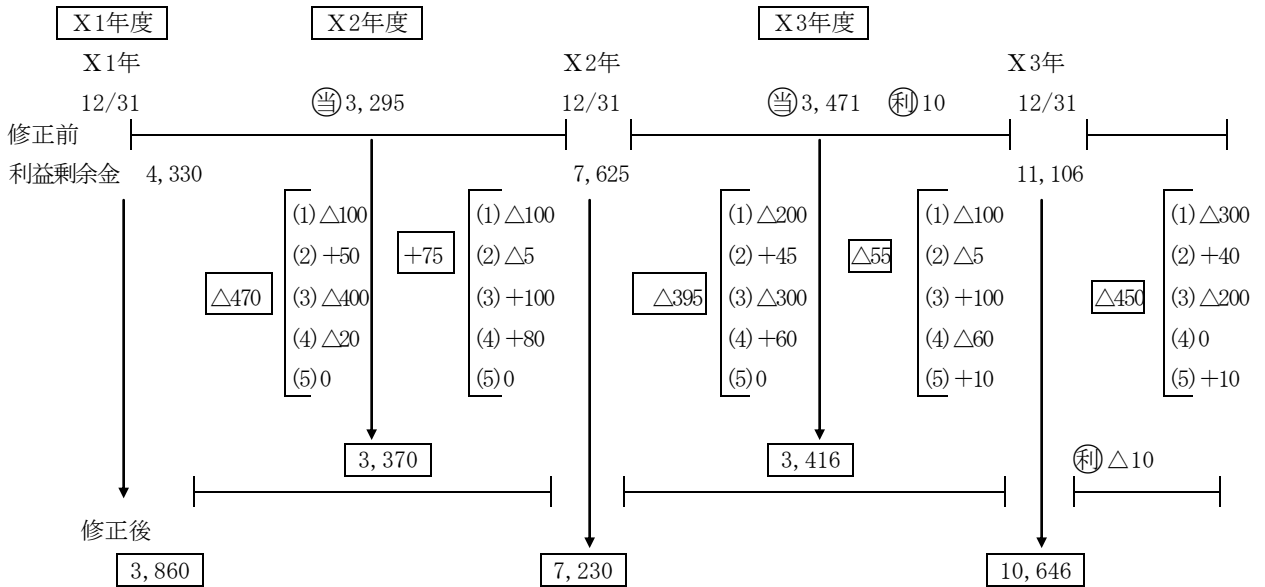 X1年度 X2年度 X3年度
X1年 X2年 X3年
12/31 ㊟当 3,295 12/31 当 3,471 利 10 12/31
修正前
利益剰余金 4,330 7,625 11,106
(1)△100 (1)△100 (1)△200 (1)△100 (1)△300
(2)+50 +75 (2)△5 (2)+45 △55 (2)△5 (2)+40
△470 (3)△400 (3)+100 △395 (3)△300 (3)+100 △450 (3)△200
(4)△20 (4)+80 (4)+60 (4)△60 (4)0
(5)0 (5)0 (5)0 (5)+10 (5)+10
3,370 3,416 利 △10
修正後
3,860 7,230 10,646